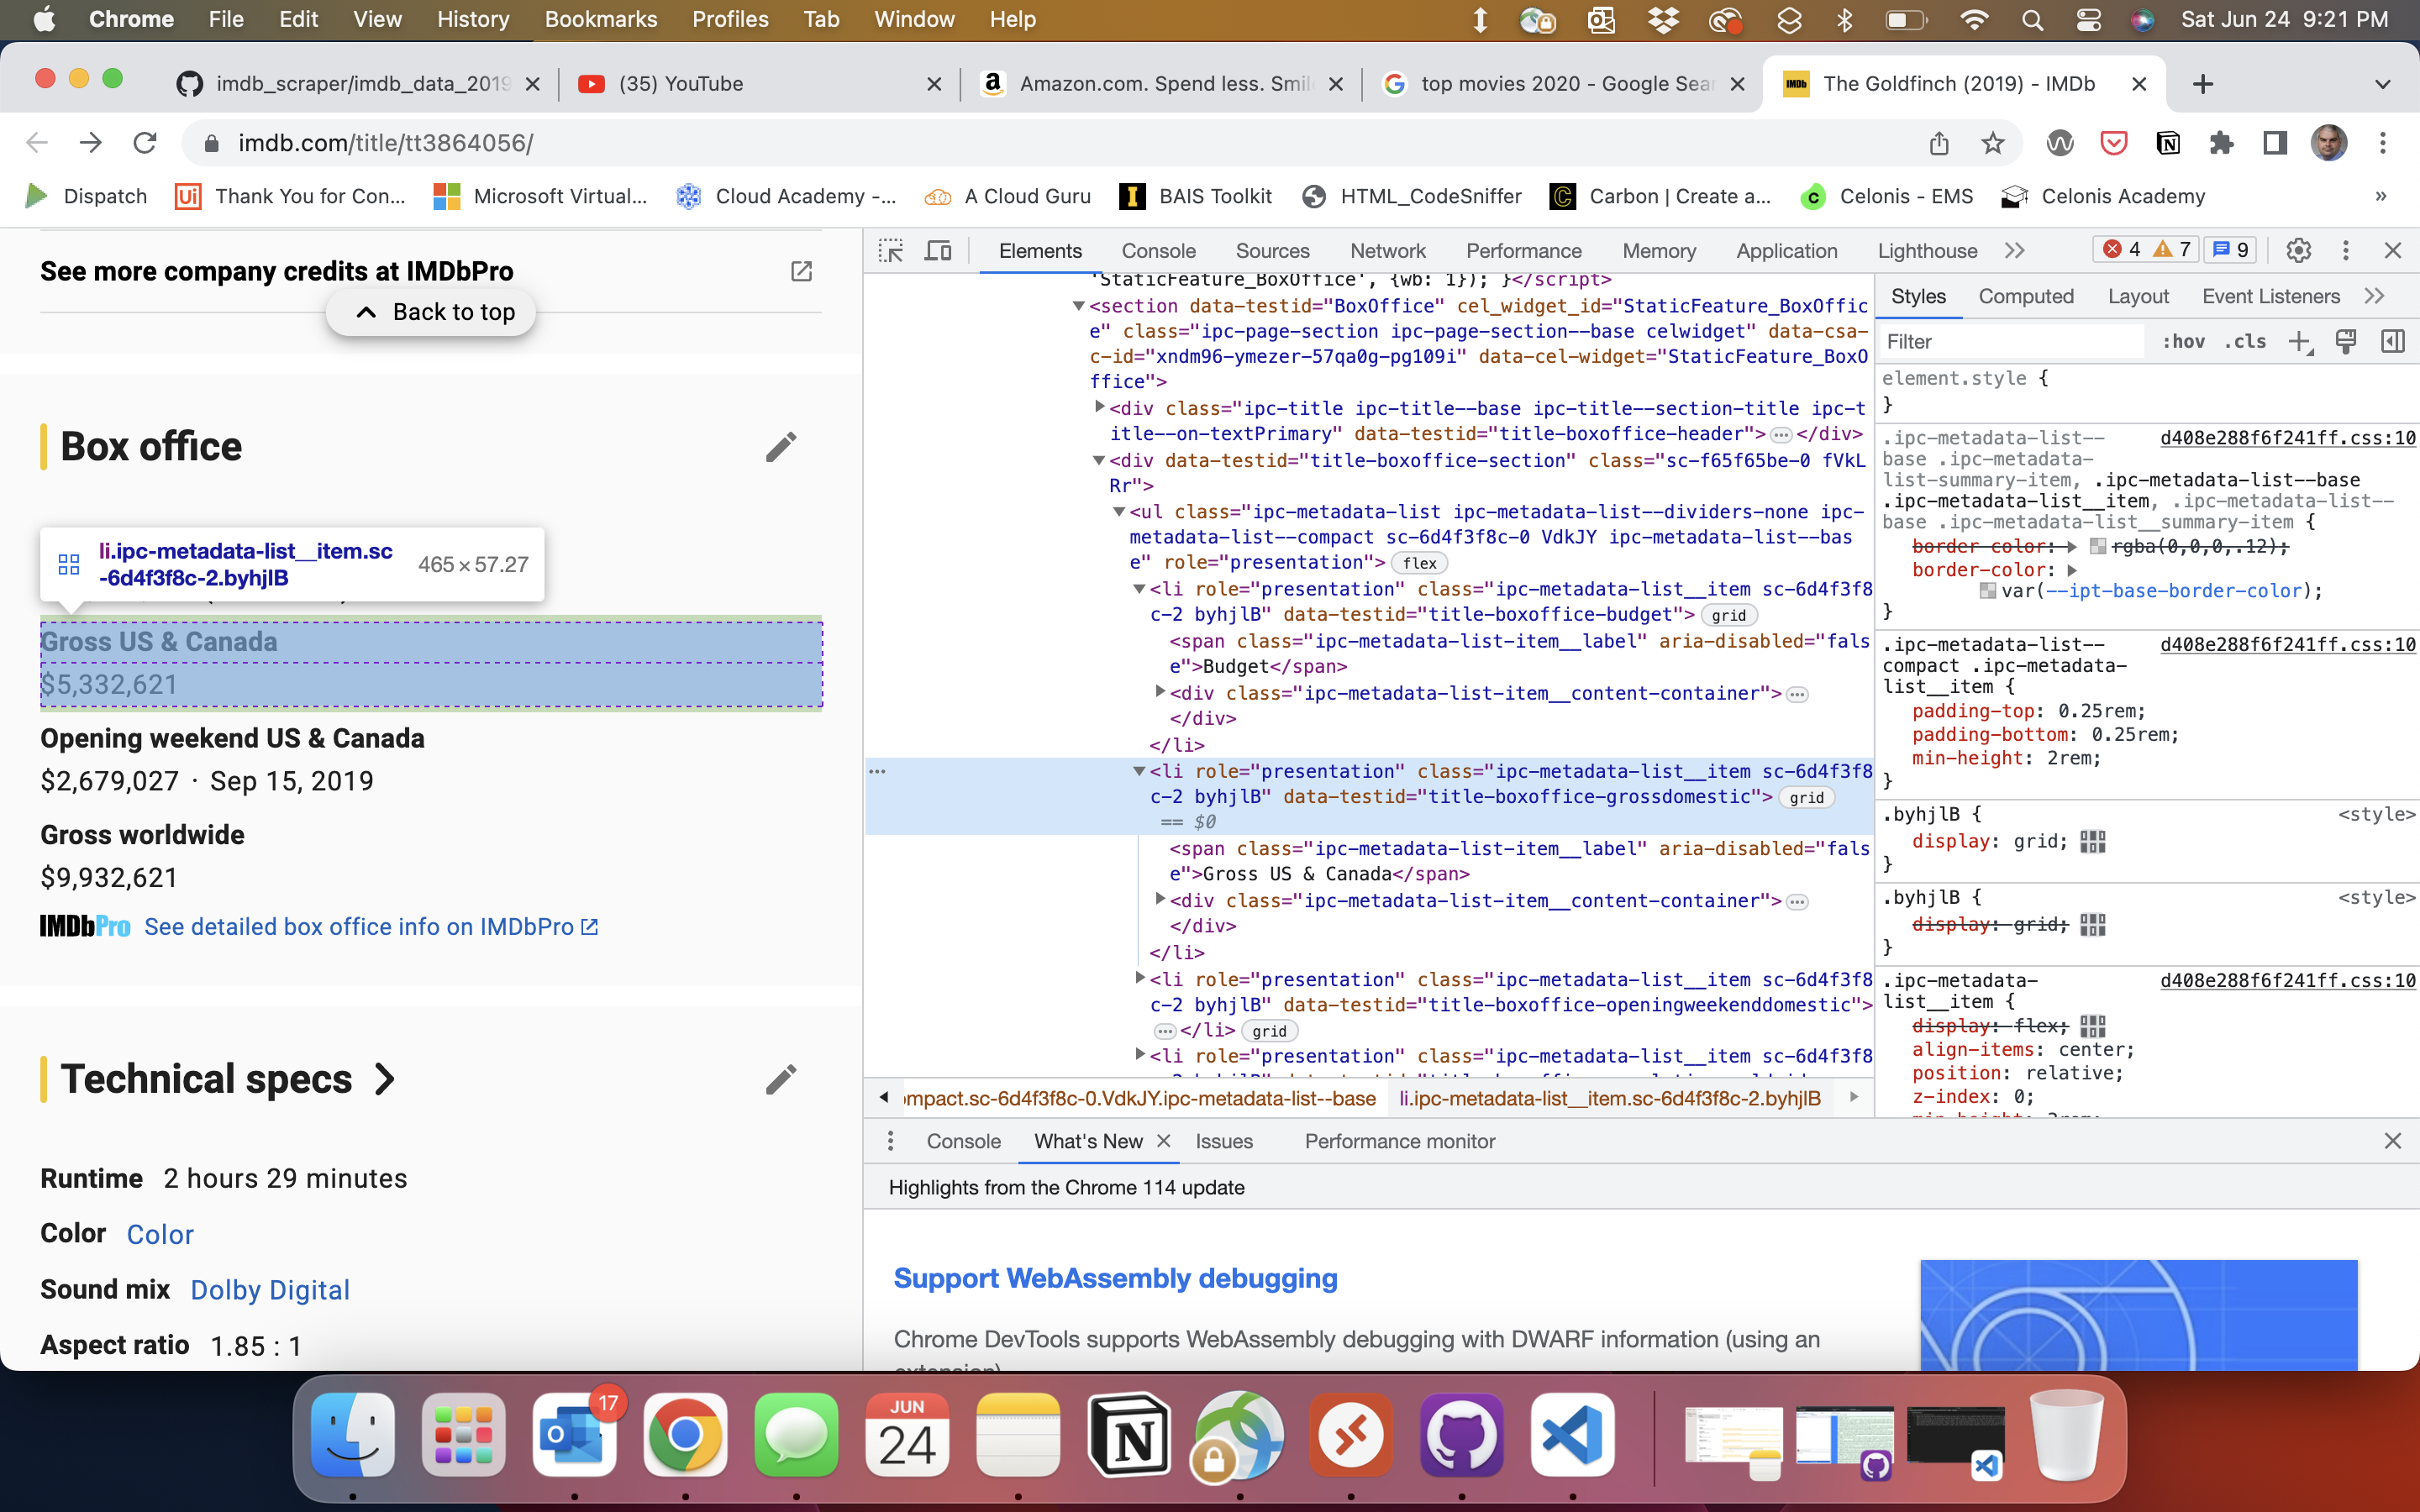 Chrome File Edit View History Bookmarks Profiles Tab Window Help Sat Jun 24 9:21 PM
imdb_scraper/imdb_data_2019
(35) YouTube
Amazon.com. Spend less. Smil
top movies 2020 - Google Sear
The Goldfinch (2019) - IMDb
imdb.com/title/tt3864056/
Dispatch
Thank You for Con...
Microsoft Virtual...
Cloud Academy -...
A Cloud Guru
BAIS Toolkit
HTML_CodeSniffer
Carbon | Create a...
Celonis - EMS
Celonis Academy
»
See more company credits at IMDbPro
Back to top
Box office
li.ipc-metadata-list__item.sc
-6d4f3f8c-2.byhjlB
465 × 57.27
Gross US & Canada
$5,332,621
Opening weekend US & Canada
$2,679,027 · Sep 15, 2019
Gross worldwide
$9,932,621
IMDbPro See detailed box office info on IMDbPro
Technical specs
Runtime 2 hours 29 minutes
Color Color
Sound mix Dolby Digital
Aspect ratio 1.85 : 1
Elements Console Sources Network Performance Memory Application Lighthouse 4 7 9
'StaticFeature_BoxOffice', {wb: 1}); }</script>
<section data-testid="BoxOffice" cel_widget_id="StaticFeature_BoxOffic
e" class="ipc-page-section ipc-page-section--base celwidget" data-csa-
c-id="xndm96-ymezer-57qa0g-pg109i" data-cel-widget="StaticFeature_BoxO
ffice">
<div class="ipc-title ipc-title--base ipc-title--section-title ipc-t
itle--on-textPrimary" data-testid="title-boxoffice-header">…</div>
<div data-testid="title-boxoffice-section" class="sc-f65f65be-0 fVkL
Rr">
<ul class="ipc-metadata-list ipc-metadata-list--dividers-none ipc-
metadata-list--compact sc-6d4f3f8c-0 VdkJY ipc-metadata-list--bas
e" role="presentation"> flex
<li role="presentation" class="ipc-metadata-list__item sc-6d4f3f8
c-2 byhjlB" data-testid="title-boxoffice-budget"> grid
<span class="ipc-metadata-list-item__label" aria-disabled="fals
e">Budget</span>
<div class="ipc-metadata-list-item__content-container">…
</div>
</li>
<li role="presentation" class="ipc-metadata-list__item sc-6d4f3f8
c-2 byhjlB" data-testid="title-boxoffice-grossdomestic"> grid
== $0
<span class="ipc-metadata-list-item__label" aria-disabled="fals
e">Gross US & Canada</span>
<div class="ipc-metadata-list-item__content-container">…
</div>
</li>
<li role="presentation" class="ipc-metadata-list__item sc-6d4f3f8
c-2 byhjlB" data-testid="title-boxoffice-openingweekenddomestic">
…</li> grid
<li role="presentation" class="ipc-metadata-list__item sc-6d4f3f8
ompact.sc-6d4f3f8c-0.VdkJY.ipc-metadata-list--base li.ipc-metadata-list__item.sc-6d4f3f8c-2.byhjlB
Styles Computed Layout Event Listeners
Filter :hov .cls
element.style {
}
.ipc-metadata-list-- d408e288f6f241ff.css:10
base .ipc-metadata-
list-summary-item, .ipc-metadata-list--base
.ipc-metadata-list__item, .ipc-metadata-list--
base .ipc-metadata-list__summary-item {
border-color: rgba(0,0,0,.12);
border-color:
var(--ipt-base-border-color);
}
.ipc-metadata-list-- d408e288f6f241ff.css:10
compact .ipc-metadata-
list__item {
padding-top: 0.25rem;
padding-bottom: 0.25rem;
min-height: 2rem;
}
.byhjlB { <style>
display: grid;
}
.byhjlB { <style>
display: grid;
}
.ipc-metadata- d408e288f6f241ff.css:10
list__item {
display: flex;
align-items: center;
position: relative;
z-index: 0;
Console What's New Issues Performance monitor
Highlights from the Chrome 114 update
Support WebAssembly debugging
Chrome DevTools supports WebAssembly debugging with DWARF information (using an
17
JUN
24